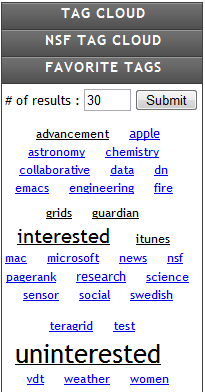 TAG CLOUD
NSF TAG CLOUD
FAVORITE TAGS
# of results : 30 Submit
advancement apple
astronomy chemistry
collaborative data dn
emacs engineering fire
grids guardian
interested itunes
mac microsoft news nsf
pagerank research science
sensor social swedish
teragrid test
uninterested
vdt weather women